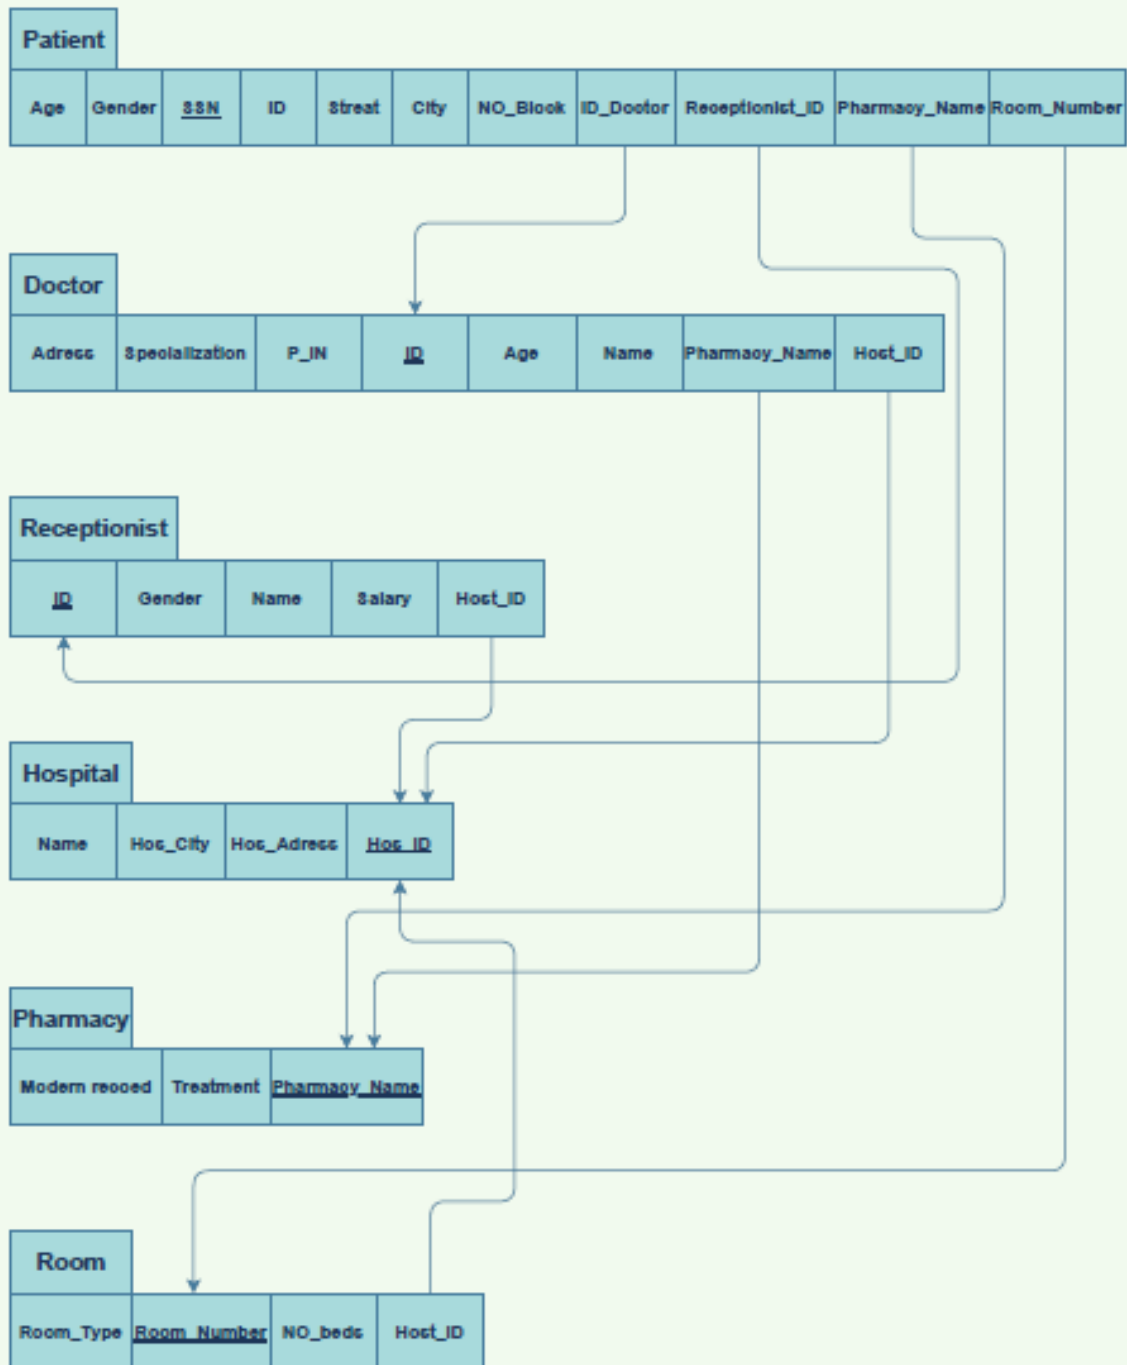 Patient
Age Gender SSN ID Streat City NO_Block ID_Doctor Receptionist_ID Pharmacy_Name Room_Number
Doctor
Adress Specialization P_IN ID Age Name Pharmacy_Name Host_ID
Receptionist
ID Gender Name Salary Host_ID
Hospital
Name Hos_City Hos_Adress Hos_ID
Pharmacy
Modern recoed Treatment Pharmacy_Name
Room
Room_Type Room_Number NO_beds Host_ID